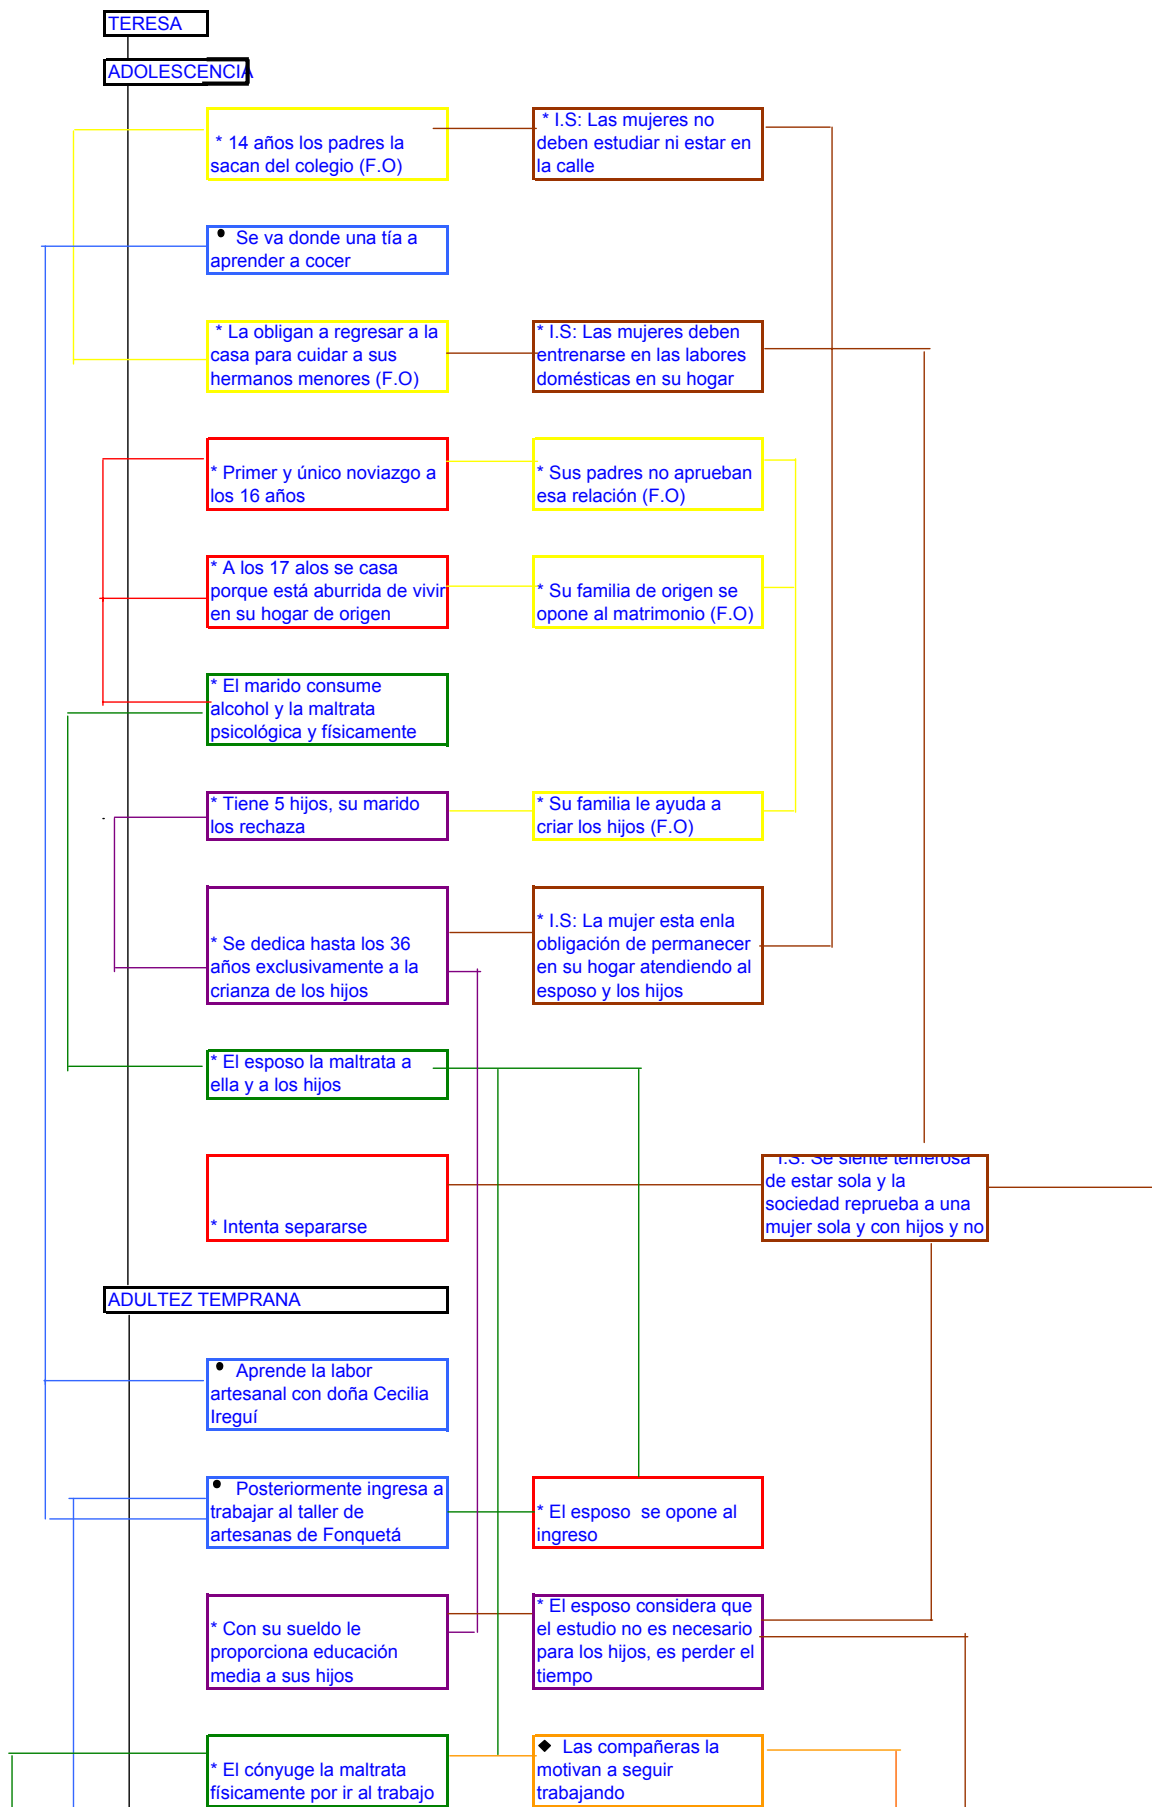 TERESA
ADOLESCENCIA
* 14 años los padres la
sacan del colegio (F.O)
* I.S: Las mujeres no
deben estudiar ni estar en
la calle
• Se va donde una tía a
aprender a cocer
* La obligan a regresar a la
casa para cuidar a sus
hermanos menores (F.O)
* I.S: Las mujeres deben
entrenarse en las labores
domésticas en su hogar
* Primer y único noviazgo a
los 16 años
* Sus padres no aprueban
esa relación (F.O)
* A los 17 alos se casa
porque está aburrida de vivir
en su hogar de origen
* Su familia de origen se
opone al matrimonio (F.O)
* El marido consume
alcohol y la maltrata
psicológica y físicamente
* Tiene 5 hijos, su marido
los rechaza
* Su familia le ayuda a
criar los hijos (F.O)
* Se dedica hasta los 36
años exclusivamente a la
crianza de los hijos
* I.S: La mujer esta enla
obligación de permanecer
en su hogar atendiendo al
esposo y los hijos
* El esposo la maltrata a
ella y a los hijos
* Intenta separarse
I.S: Se siente temerosa
de estar sola y la
sociedad reprueba a una
mujer sola y con hijos y no
ADULTEZ TEMPRANA
• Aprende la labor
artesanal con doña Cecilia
Ireguí
• Posteriormente ingresa a
trabajar al taller de
artesanas de Fonquetá
* El esposo se opone al
ingreso
* Con su sueldo le
proporciona educación
media a sus hijos
* El esposo considera que
el estudio no es necesario
para los hijos, es perder el
tiempo
* El cónyuge la maltrata
físicamente por ir al trabajo
◆ Las compañeras la
motivan a seguir
trabajando